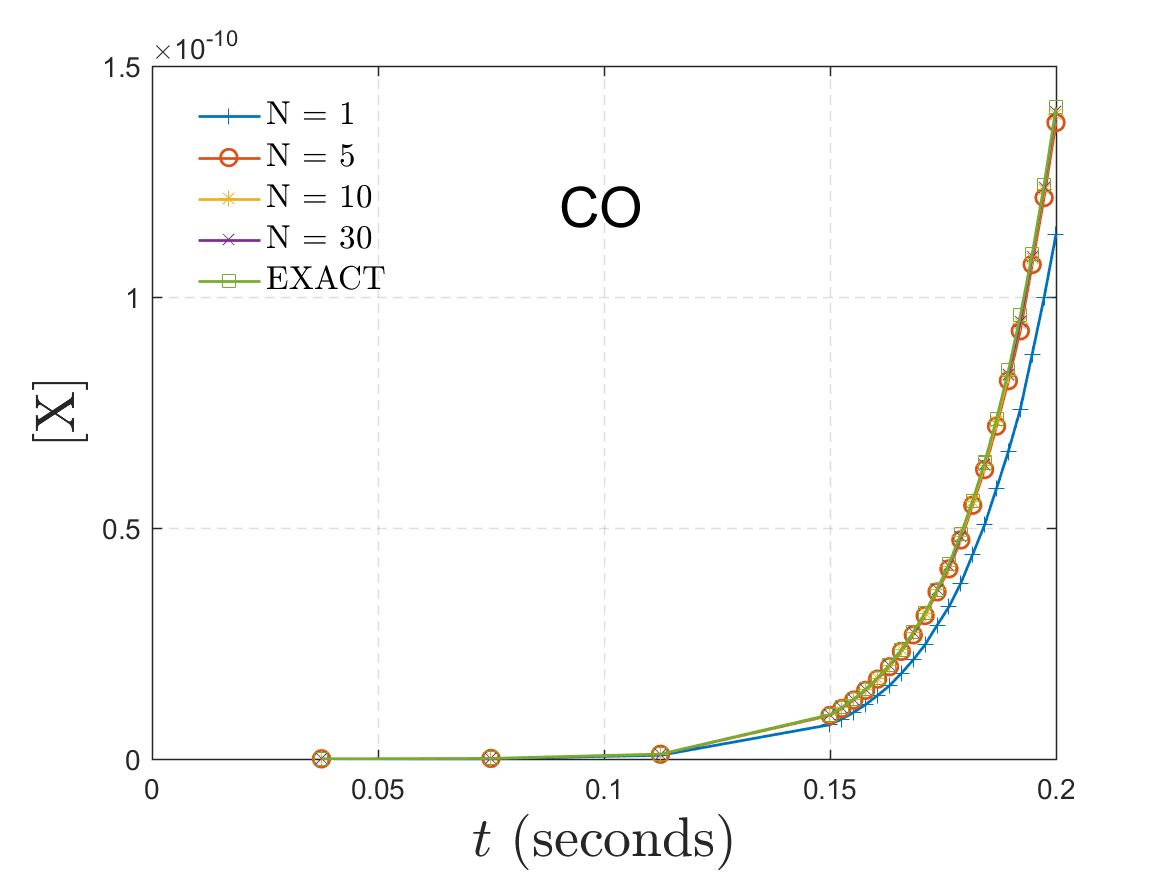 ×10-10
1.5
1
0.5
0
N = 1
N = 5
N = 10
N = 30
EXACT
CO
[X]
0 0.05 0.1 0.15 0.2
t (seconds)